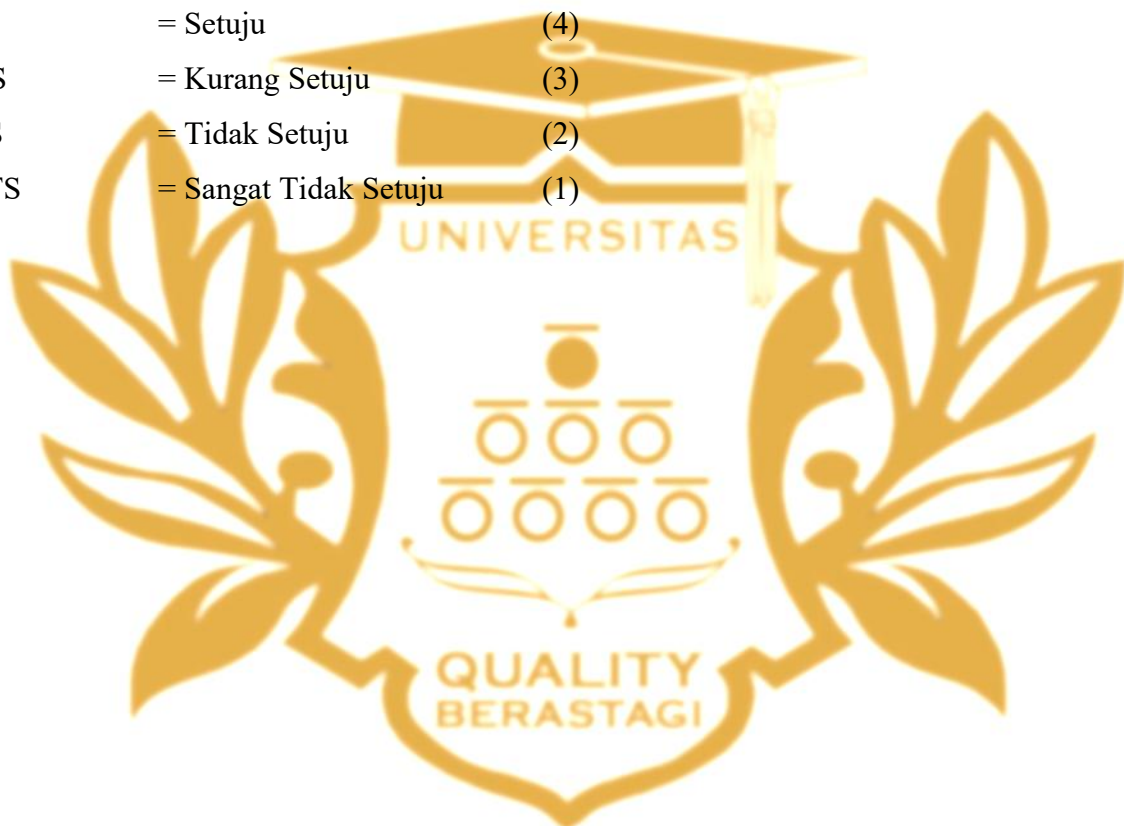 = Setuju (4)
S = Kurang Setuju (3)
S = Tidak Setuju (2)
TS = Sangat Tidak Setuju (1)
UNIVERSITAS
QUALITY
BERASTAGI